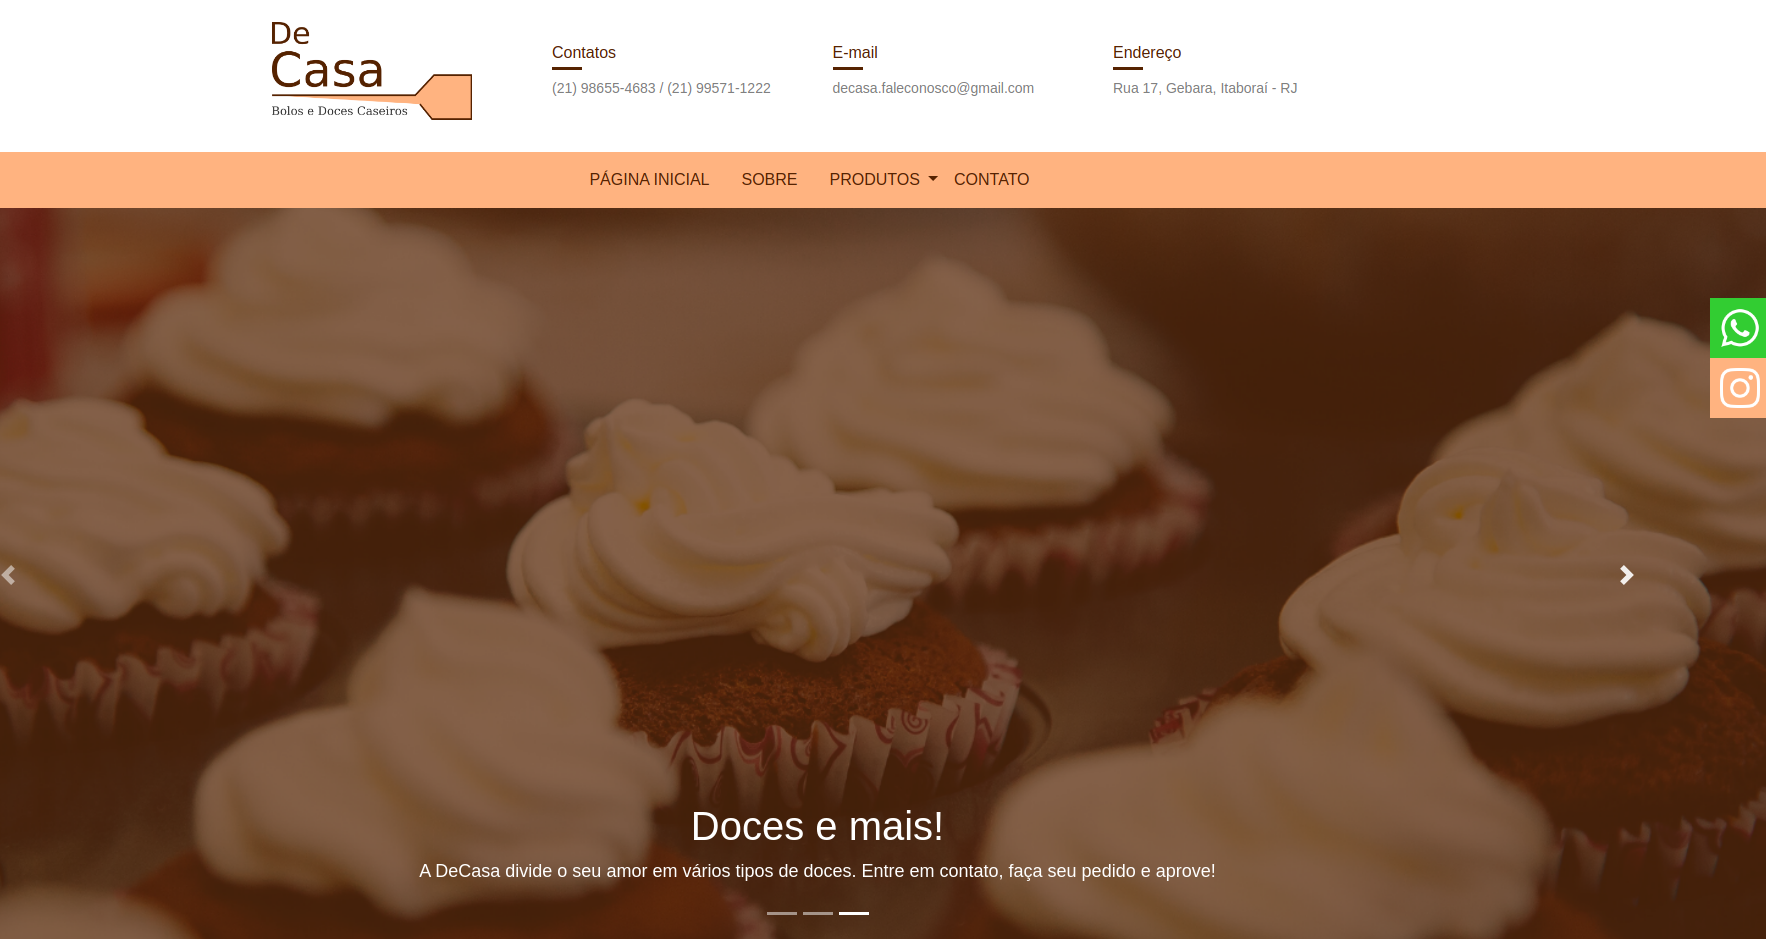 De
Casa
Bolos e Doces Caseiros
Contatos
(21) 98655-4683 / (21) 99571-1222
E-mail
decasa.faleconosco@gmail.com
Endereço
Rua 17, Gebara, Itaboraí - RJ
PÁGINA INICIAL SOBRE PRODUTOS CONTATO
Doces e mais!
A DeCasa divide o seu amor em vários tipos de doces. Entre em contato, faça seu pedido e aprove!